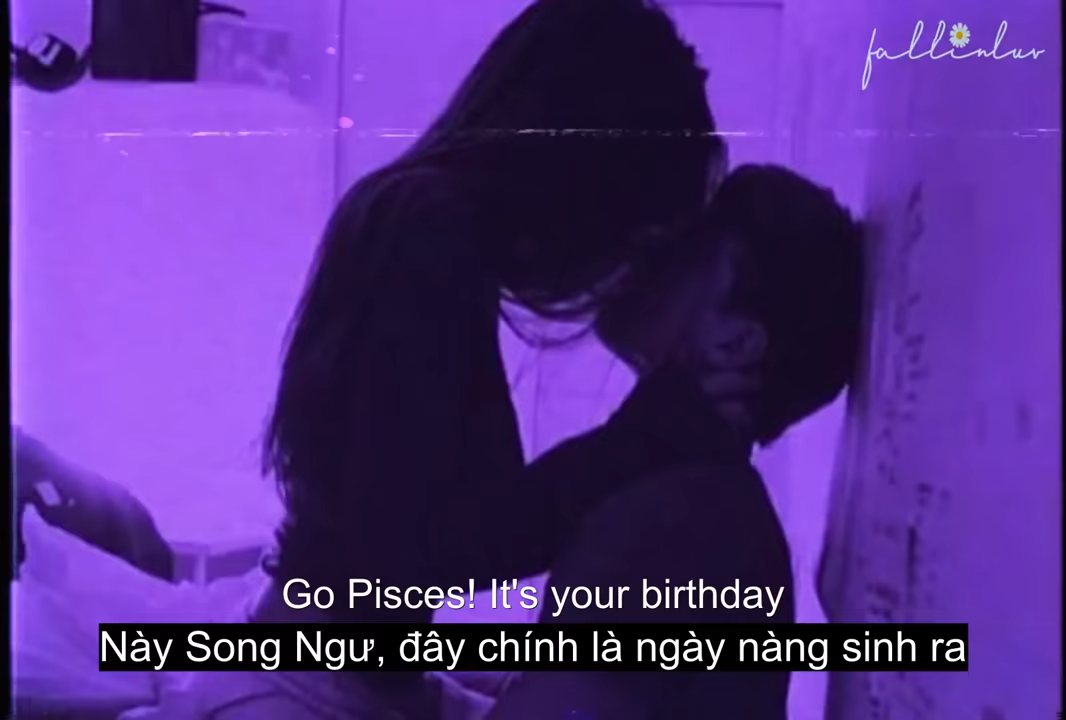 fallinluv
Go Pisces! It's your birthday
Này Song Ngư, đây chính là ngày nàng sinh ra